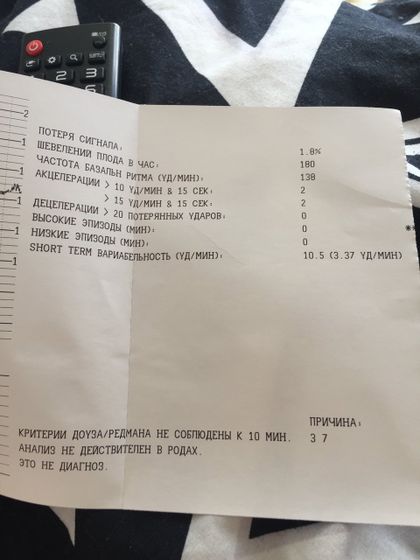 ПОТЕРЯ СИГНАЛА: 1.8%
ШЕВЕЛЕНИЙ ПЛОДА В ЧАС: 180
ЧАСТОТА БАЗАЛЬН РИТМА (УД/МИН): 138
АКЦЕЛЕРАЦИИ > 10 УД/МИН & 15 СЕК: 2
> 15 УД/МИН & 15 СЕК: 2
ДЕЦЕЛЕРАЦИИ > 20 ПОТЕРЯННЫХ УДАРОВ: 0
ВЫСОКИЕ ЭПИЗОДЫ (МИН): 0
НИЗКИЕ ЭПИЗОДЫ (МИН): 0
SHORT TERM ВАРИАБЕЛЬНОСТЬ (УД/МИН): 10.5 (3.37 УД/МИН)
ПРИЧИНА:
КРИТЕРИИ ДОУЗА/РЕДМАНА НЕ СОБЛЮДЕНЫ К 10 МИН. 3 7
АНАЛИЗ НЕ ДЕЙСТВИТЕЛЕН В РОДАХ.
ЭТО НЕ ДИАГНОЗ.